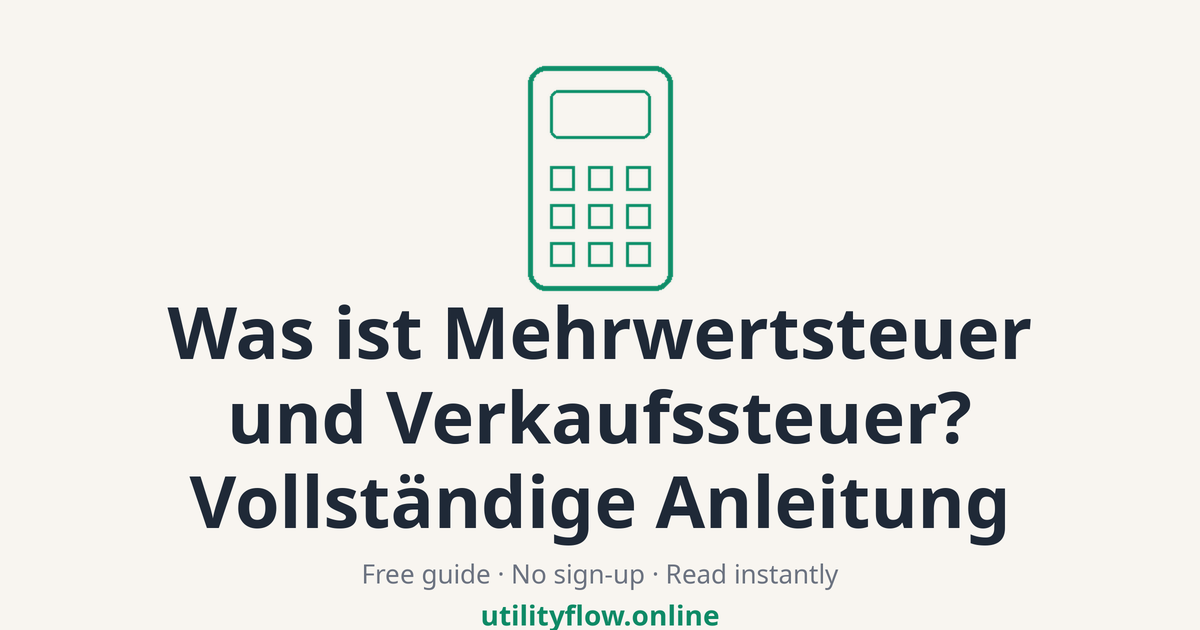 Was ist Mehrwertsteuer
und Verkaufssteuer?
Vollständige Anleitung
Free guide · No sign-up · Read instantly
utilityflow.online